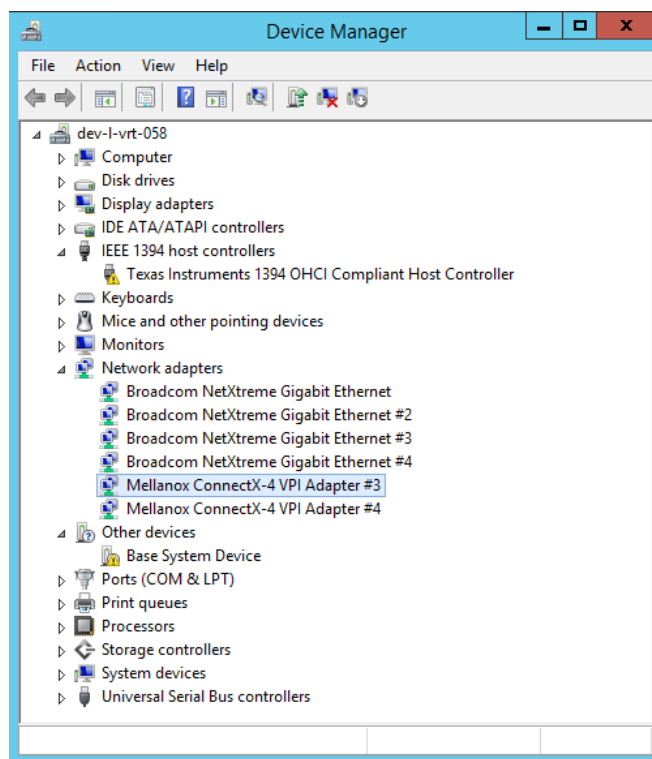 Device Manager
File Action View Help
dev-l-vrt-058
Computer
Disk drives
Display adapters
IDE ATA/ATAPI controllers
IEEE 1394 host controllers
Texas Instruments 1394 OHCI Compliant Host Controller
Keyboards
Mice and other pointing devices
Monitors
Network adapters
Broadcom NetXtreme Gigabit Ethernet
Broadcom NetXtreme Gigabit Ethernet #2
Broadcom NetXtreme Gigabit Ethernet #3
Broadcom NetXtreme Gigabit Ethernet #4
Mellanox ConnectX-4 VPI Adapter #3
Mellanox ConnectX-4 VPI Adapter #4
Other devices
Base System Device
Ports (COM & LPT)
Print queues
Processors
Storage controllers
System devices
Universal Serial Bus controllers